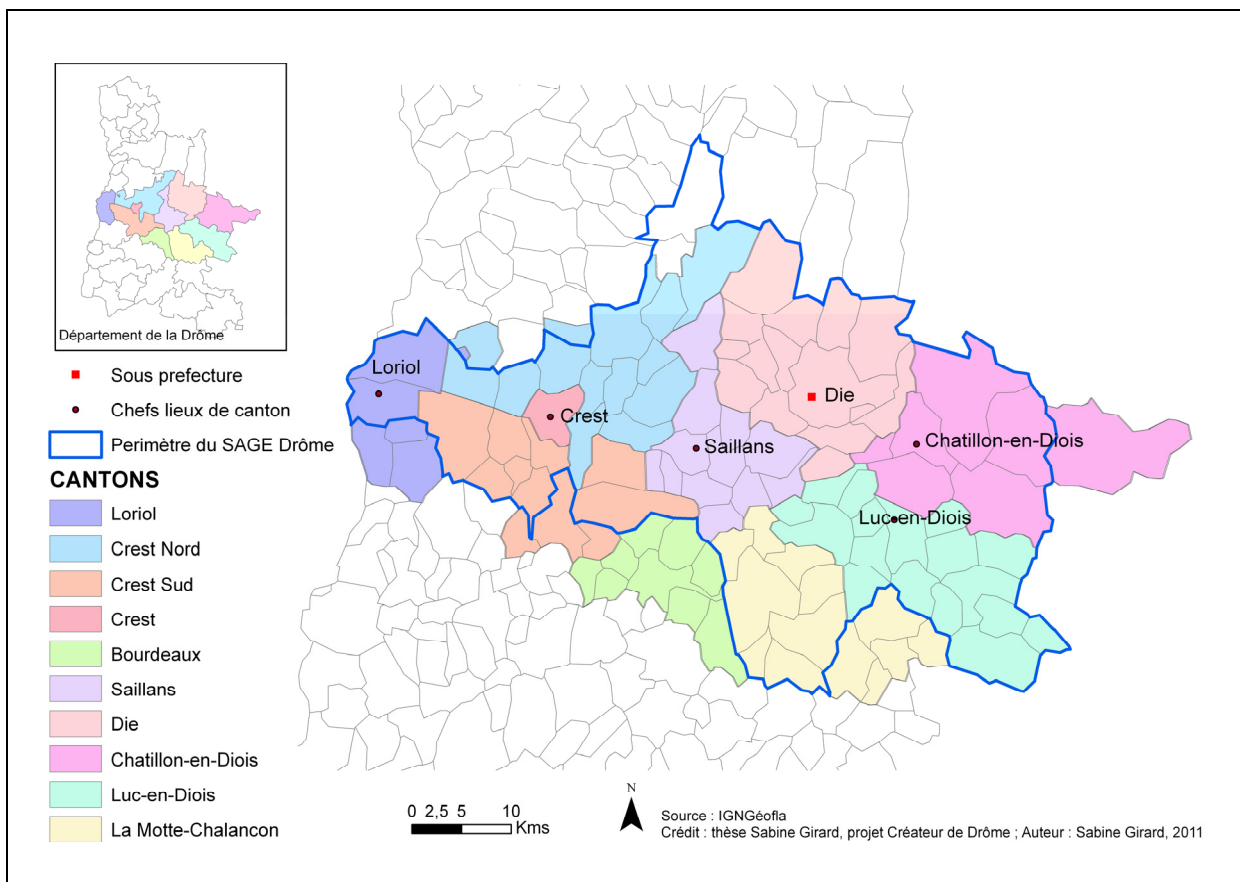 Département de la Drôme
Sous prefecture
Chefs lieux de canton
Perimètre du SAGE Drôme
CANTONS
Loriol
Crest Nord
Crest Sud
Crest
Bourdeaux
Saillans
Die
Chatillon-en-Diois
Luc-en-Diois
La Motte-Chalancon
Loriol
Crest
Saillans
Die
Chatillon-en-Diois
Luc-en-Diois
0 2,5 5 10
Kms
N
Source : IGNGéofla
Crédit : thèse Sabine Girard, projet Créateur de Drôme ; Auteur : Sabine Girard, 2011